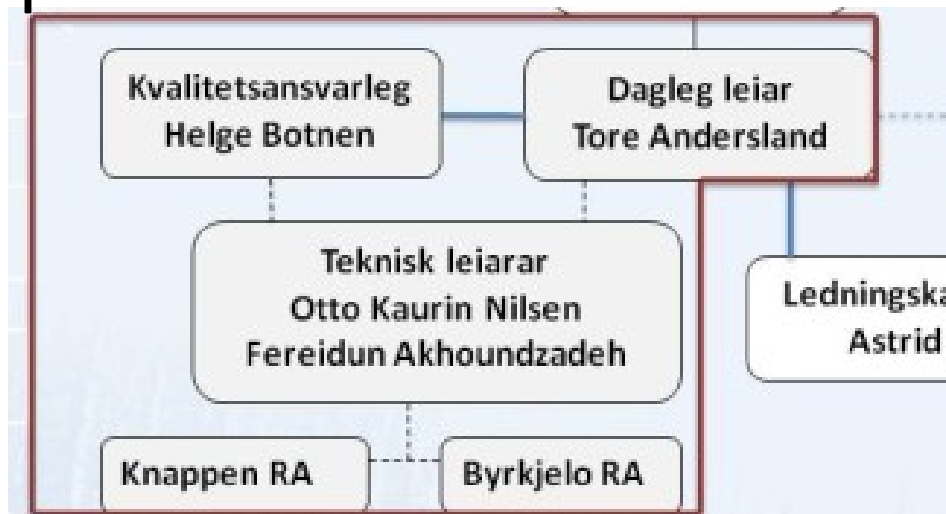 Kvalitetsansvarleg
Helge Botnen
Dagleg leiar
Tore Andersland
Teknisk leiarar
Otto Kaurin Nilsen
Fereidun Akhoundzadeh
Astrid
Knappen RA
Byrkjelo RA